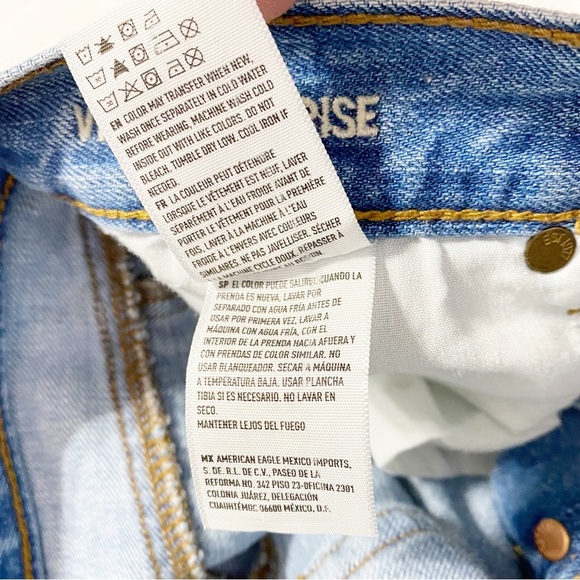 EN COLOR MAY TRANSFER WHEN NEW,
WASH ONCE SEPARATELY IN COLD WATER
BEFORE WEARING, MACHINE WASH COLD
INSIDE OUT WITH LIKE COLORS. DO NOT
BLEACH. TUMBLE DRY LOW. COOL IRON IF
NEEDED.
FR LA COULEUR PEUT DÉTEINDRE
LORSQUE LE VÊTEMENT EST NEUF, LAVER
SÉPARÉMENT À L'EAU FROIDE AVANT DE
PORTER LE VÊTEMENT POUR LA PREMIÈRE
FOIS, LAVER À LA MACHINE À L'EAU
FROIDE À L'ENVERS AVEC COULEURS
SIMILAIRES. NE PAS JAVELLISER. SÉCHER
À MACHINE CYCLE DOUX. RÉPASSER À
AU BESOIN
RISE
SP EL COLOR PUEDE SALIRSE CUANDO LA
PRENDA ES NUEVA, LAVAR POR
SEPARADO CON AGUA FRÍA ANTES DE
USAR POR PRIMERA VEZ, LAVAR A
MÁQUINA CON AGUA FRÍA, CON EL
INTERIOR DE LA PRENDA HACIA AFUERA Y
CON PRENDAS DE COLOR SIMILAR. NO
USAR BLANQUEADOR. SECAR A MÁQUINA
A TEMPERATURA BAJA. USAR PLANCHA
TIBIA SI ES NECESARIO. NO LAVAR EN
SECO.
MANTENER LEJOS DEL FUEGO
MX AMERICAN EAGLE MEXICO IMPORTS,
S. DE R.L. DE C.V., PASEO DE LA
REFORMA NO. 342 PISO 23-OFICINA 2301
COLONIA JUÁREZ, DELEGACIÓN
CUAUHTÉMOC 06600 MÉXICO, D.F.